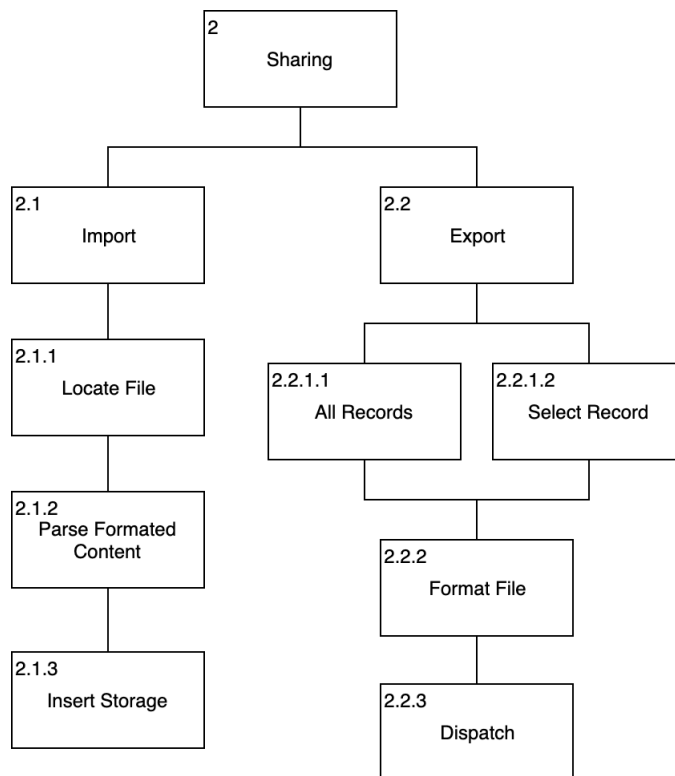 2
Sharing
2.1
Import
2.2
Export
2.1.1
Locate File
2.2.1.1
All Records
2.2.1.2
Select Record
2.1.2
Parse Formated
Content
2.2.2
Format File
2.1.3
Insert Storage
2.2.3
Dispatch